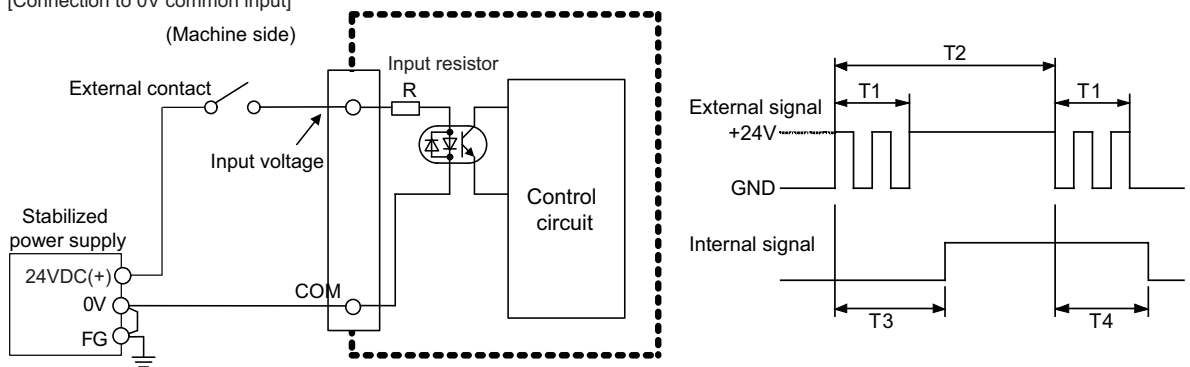 [Connection to 0V common input]
(Machine side)
External contact
Input voltage
Input resistor
R
Control
circuit
Stabilized
power supply
24VDC(+)
0V
FG
COM
T2
T1
T1
External signal
+24V
GND
Internal signal
T3
T4